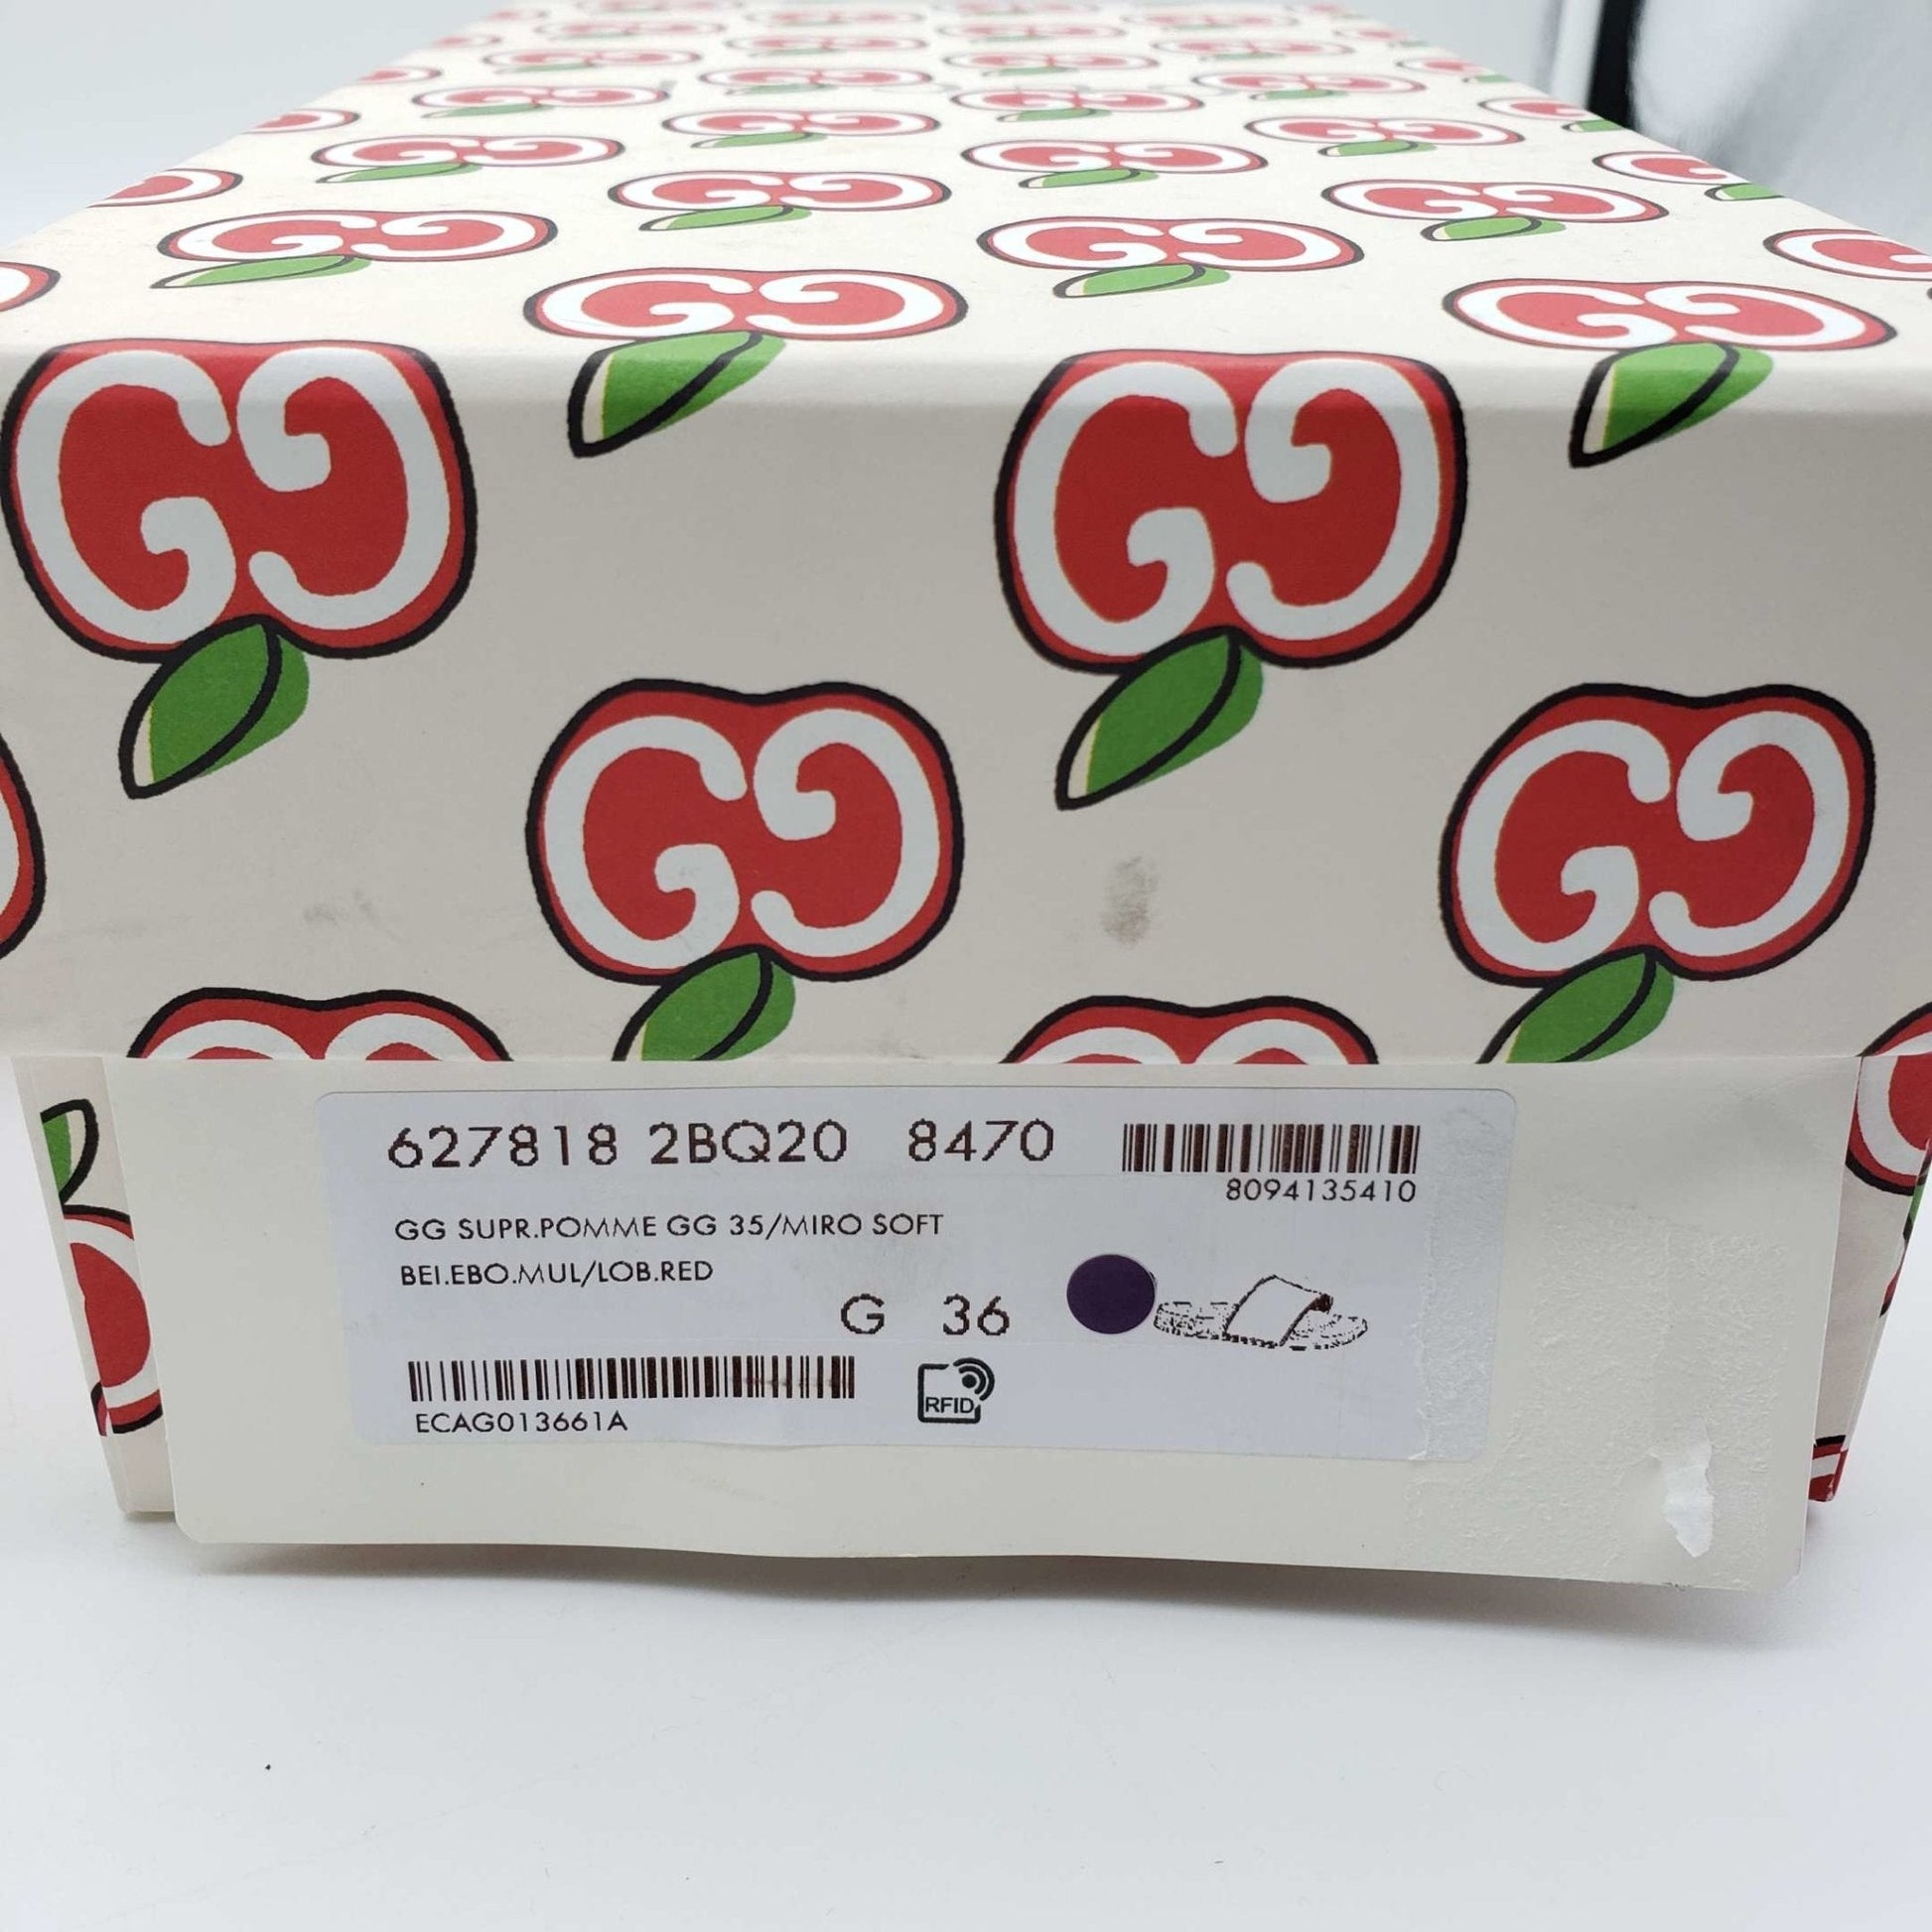 627818 2BQ20 8470
8094135410
GG SUPR.POMME GG 35/MIRO SOFT
BEI.EBO.MUL/LOB.RED
G 36
RFID
ECAG013661A